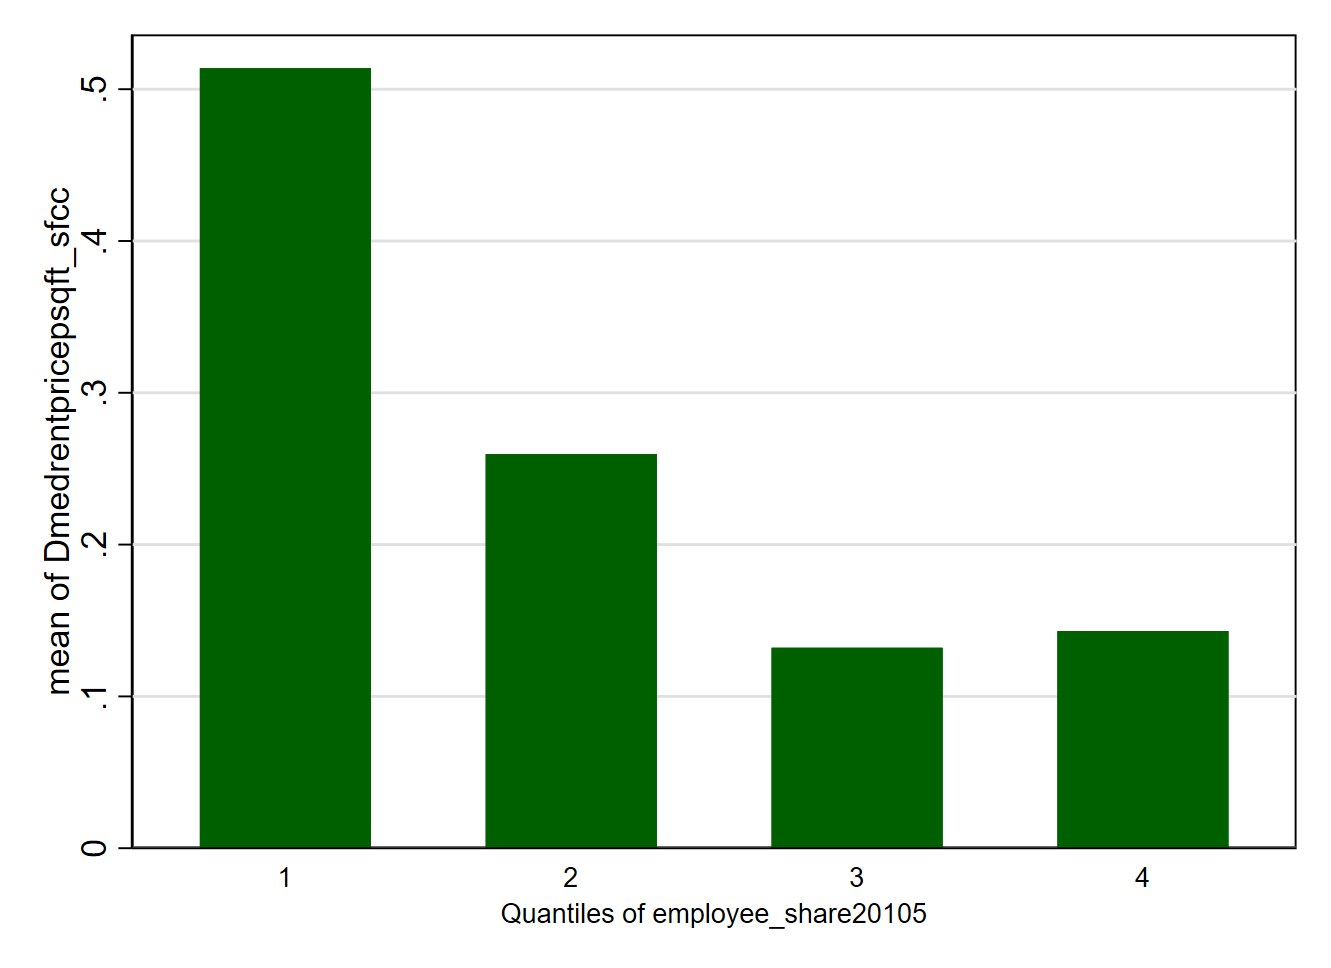 mean of Dmedrentpricepsqft_sfcc
.5
.4
.3
.2
.1
0
1 2 3 4
Quantiles of employee_share20105